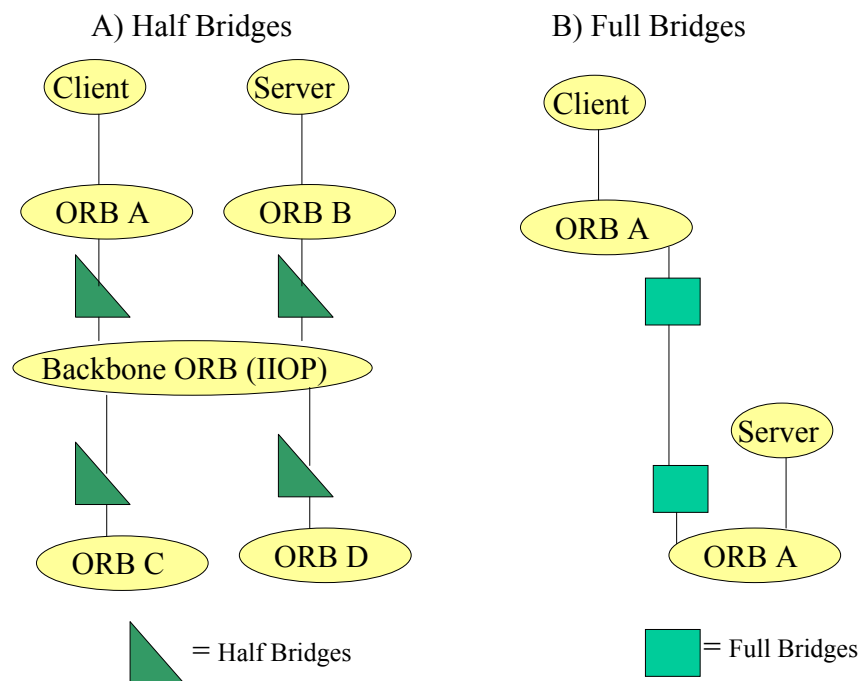 A) Half Bridges
Client
Server
ORB A
ORB B
Backbone ORB (IIOP)
ORB C
ORB D
= Half Bridges
B) Full Bridges
Client
ORB A
Server
ORB A
= Full Bridges